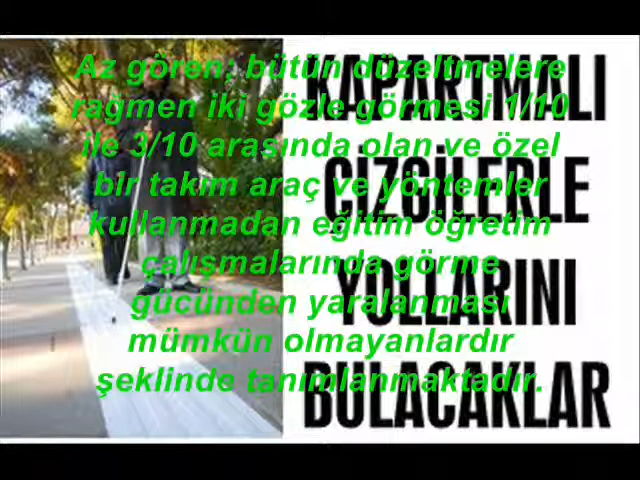 Az gören; bütün düzeltmelere
rağmen iki gözle görmesi 1/10
ile 3/10 arasında olan ve özel
bir takım araç ve yöntemler
kullanmadan eğitim öğretim
çalışmalarında görme
gücünden yaralanması
mümkün olmayanlardır
şeklinde tanımlanmaktadır.
KABARTMALI
ÇİZGİLERLE
YOLLARINI
BULACAKLAR